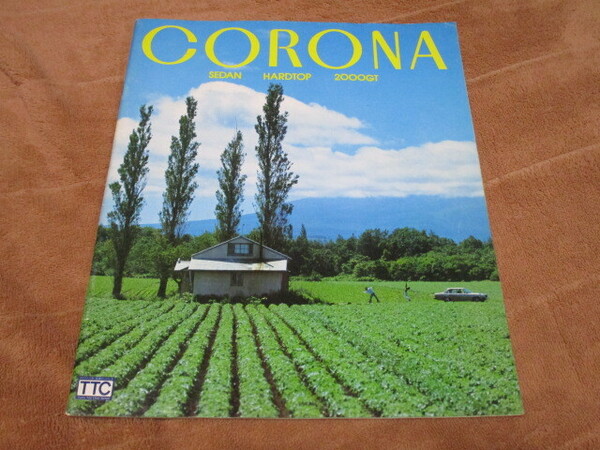 CORONA
SEDAN HARDTOP 2000GT
TTC